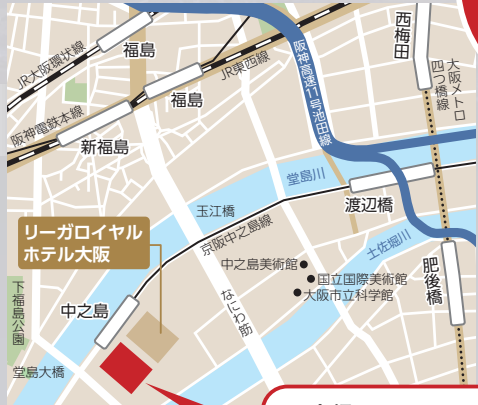 福島
JR大阪環状線
福島
JR東西線
阪神電鉄本線
新福島
阪神高速11号池田線
西梅田
大阪メトロ
四つ橋線
堂島川
渡辺橋
玉江橋
京阪中之島線
土佐堀川
リーガロイヤル
ホテル大阪
中之島美術館
国立国際美術館
大阪市立科学館
肥後橋
中之島
なにわ筋
下福島公園
堂島大橋